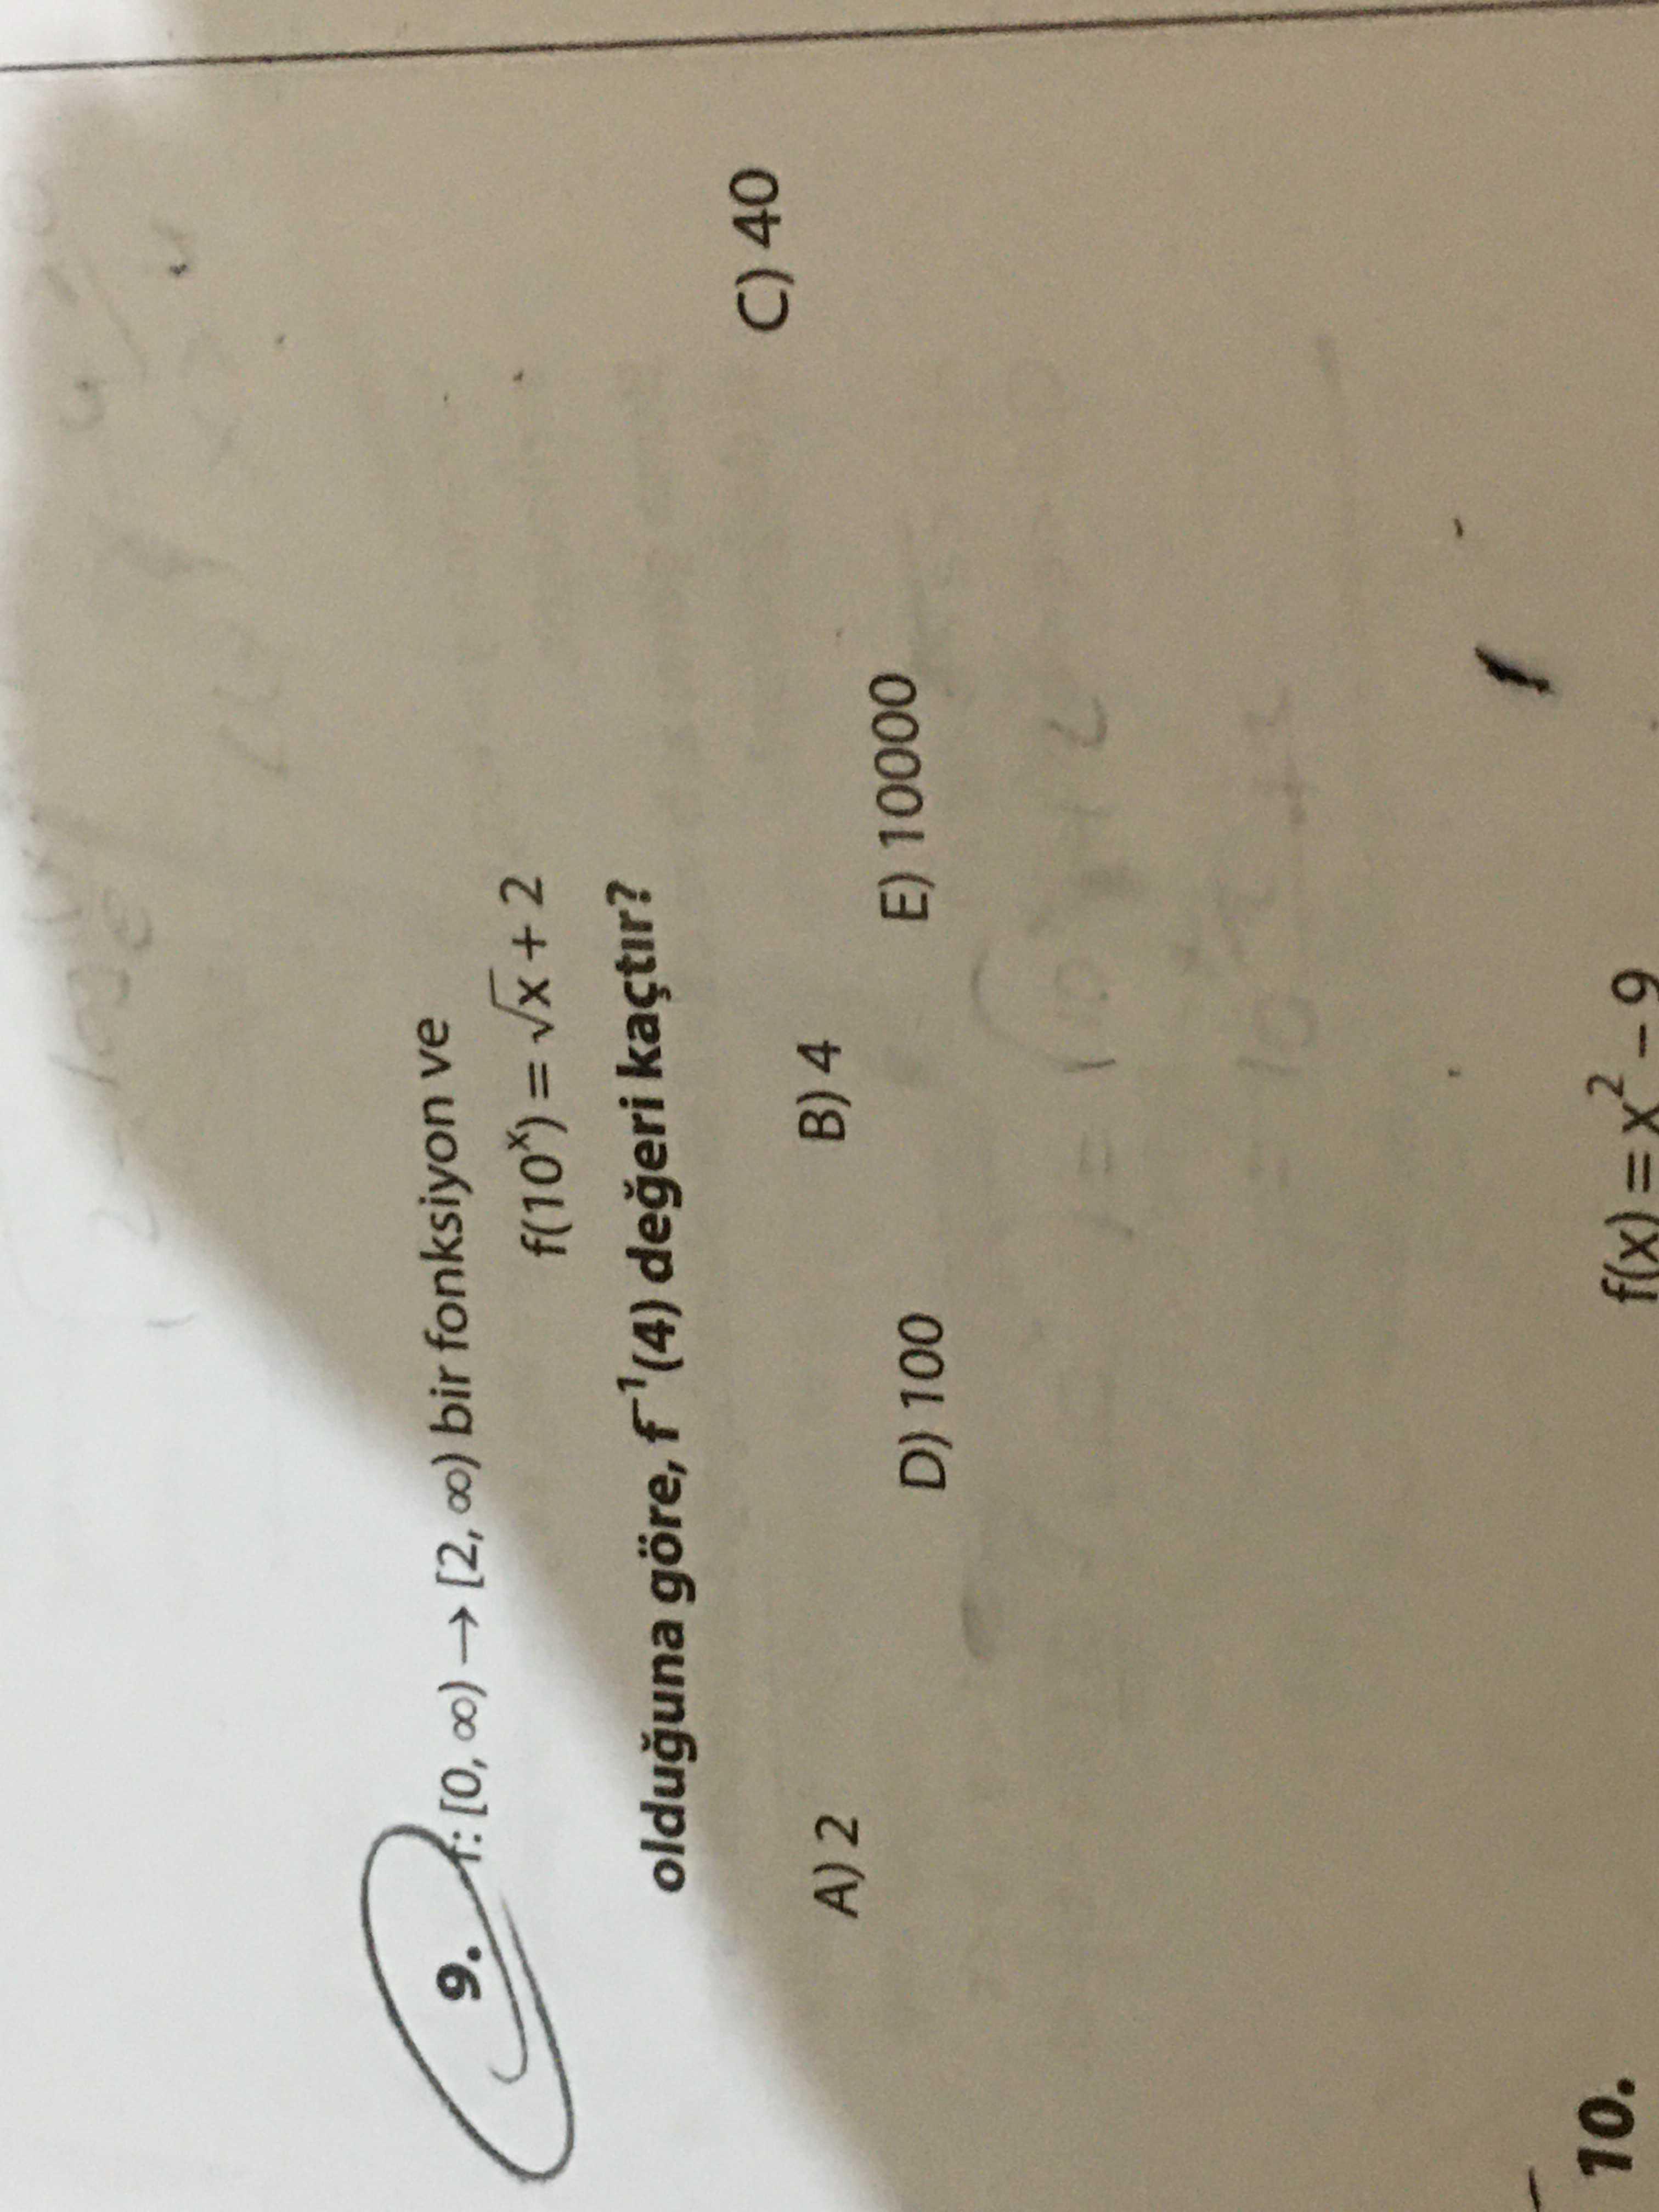 9. f: [0, ∞) → [2, ∞) bir fonksiyon ve
f(10ˣ) = √x + 2
olduğuna göre, f⁻¹(4) değeri kaçtır?
A) 2 B) 4 C) 40
D) 100 E) 10000
10. f(x) = x² – 9